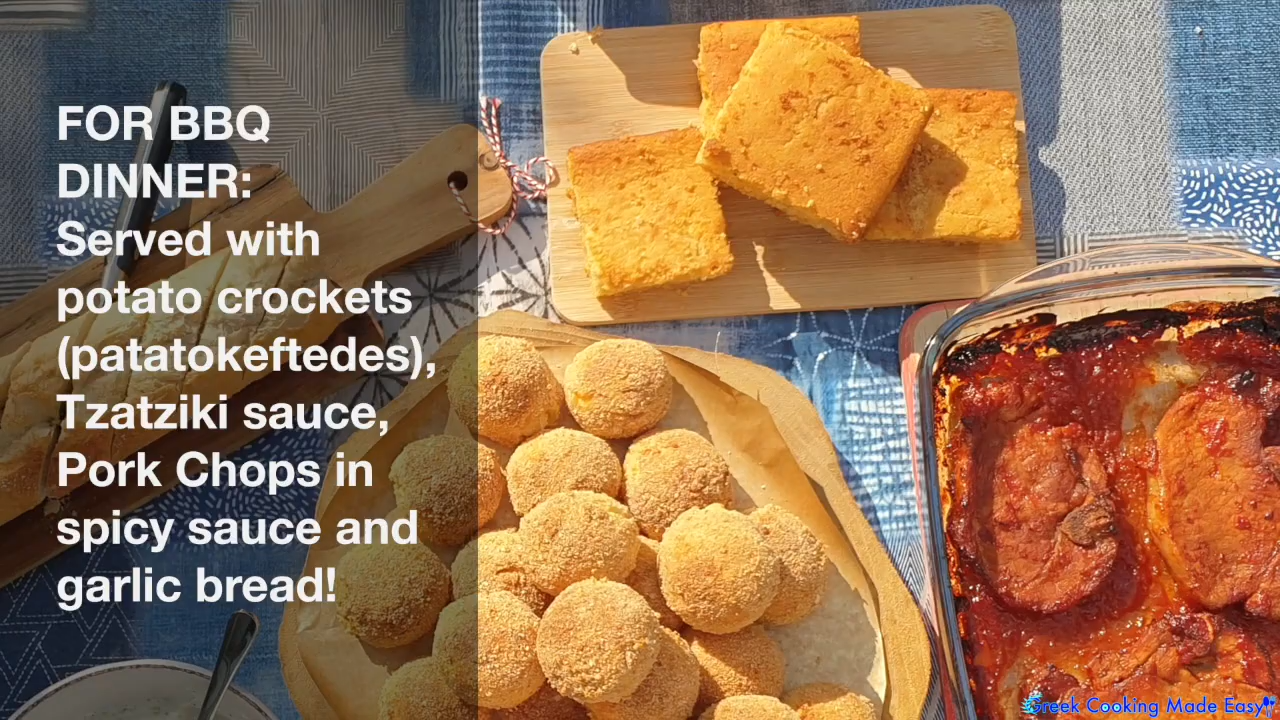 FOR BBQ
DINNER:
Served with
potato crockets
(patatokeftedes),
Tzatziki sauce,
Pork Chops in
spicy sauce and
garlic bread!
Greek Cooking Made Easy